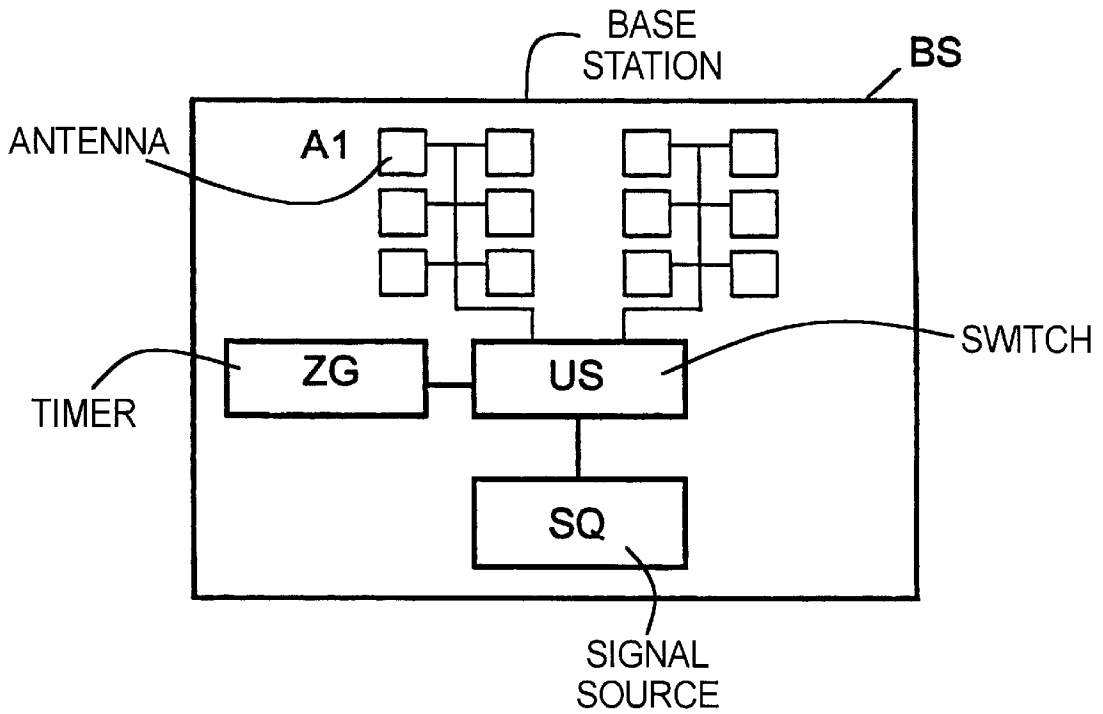 BASE
STATION
BS
ANTENNA
A1
SWITCH
ZG
US
TIMER
SQ
SIGNAL
SOURCE